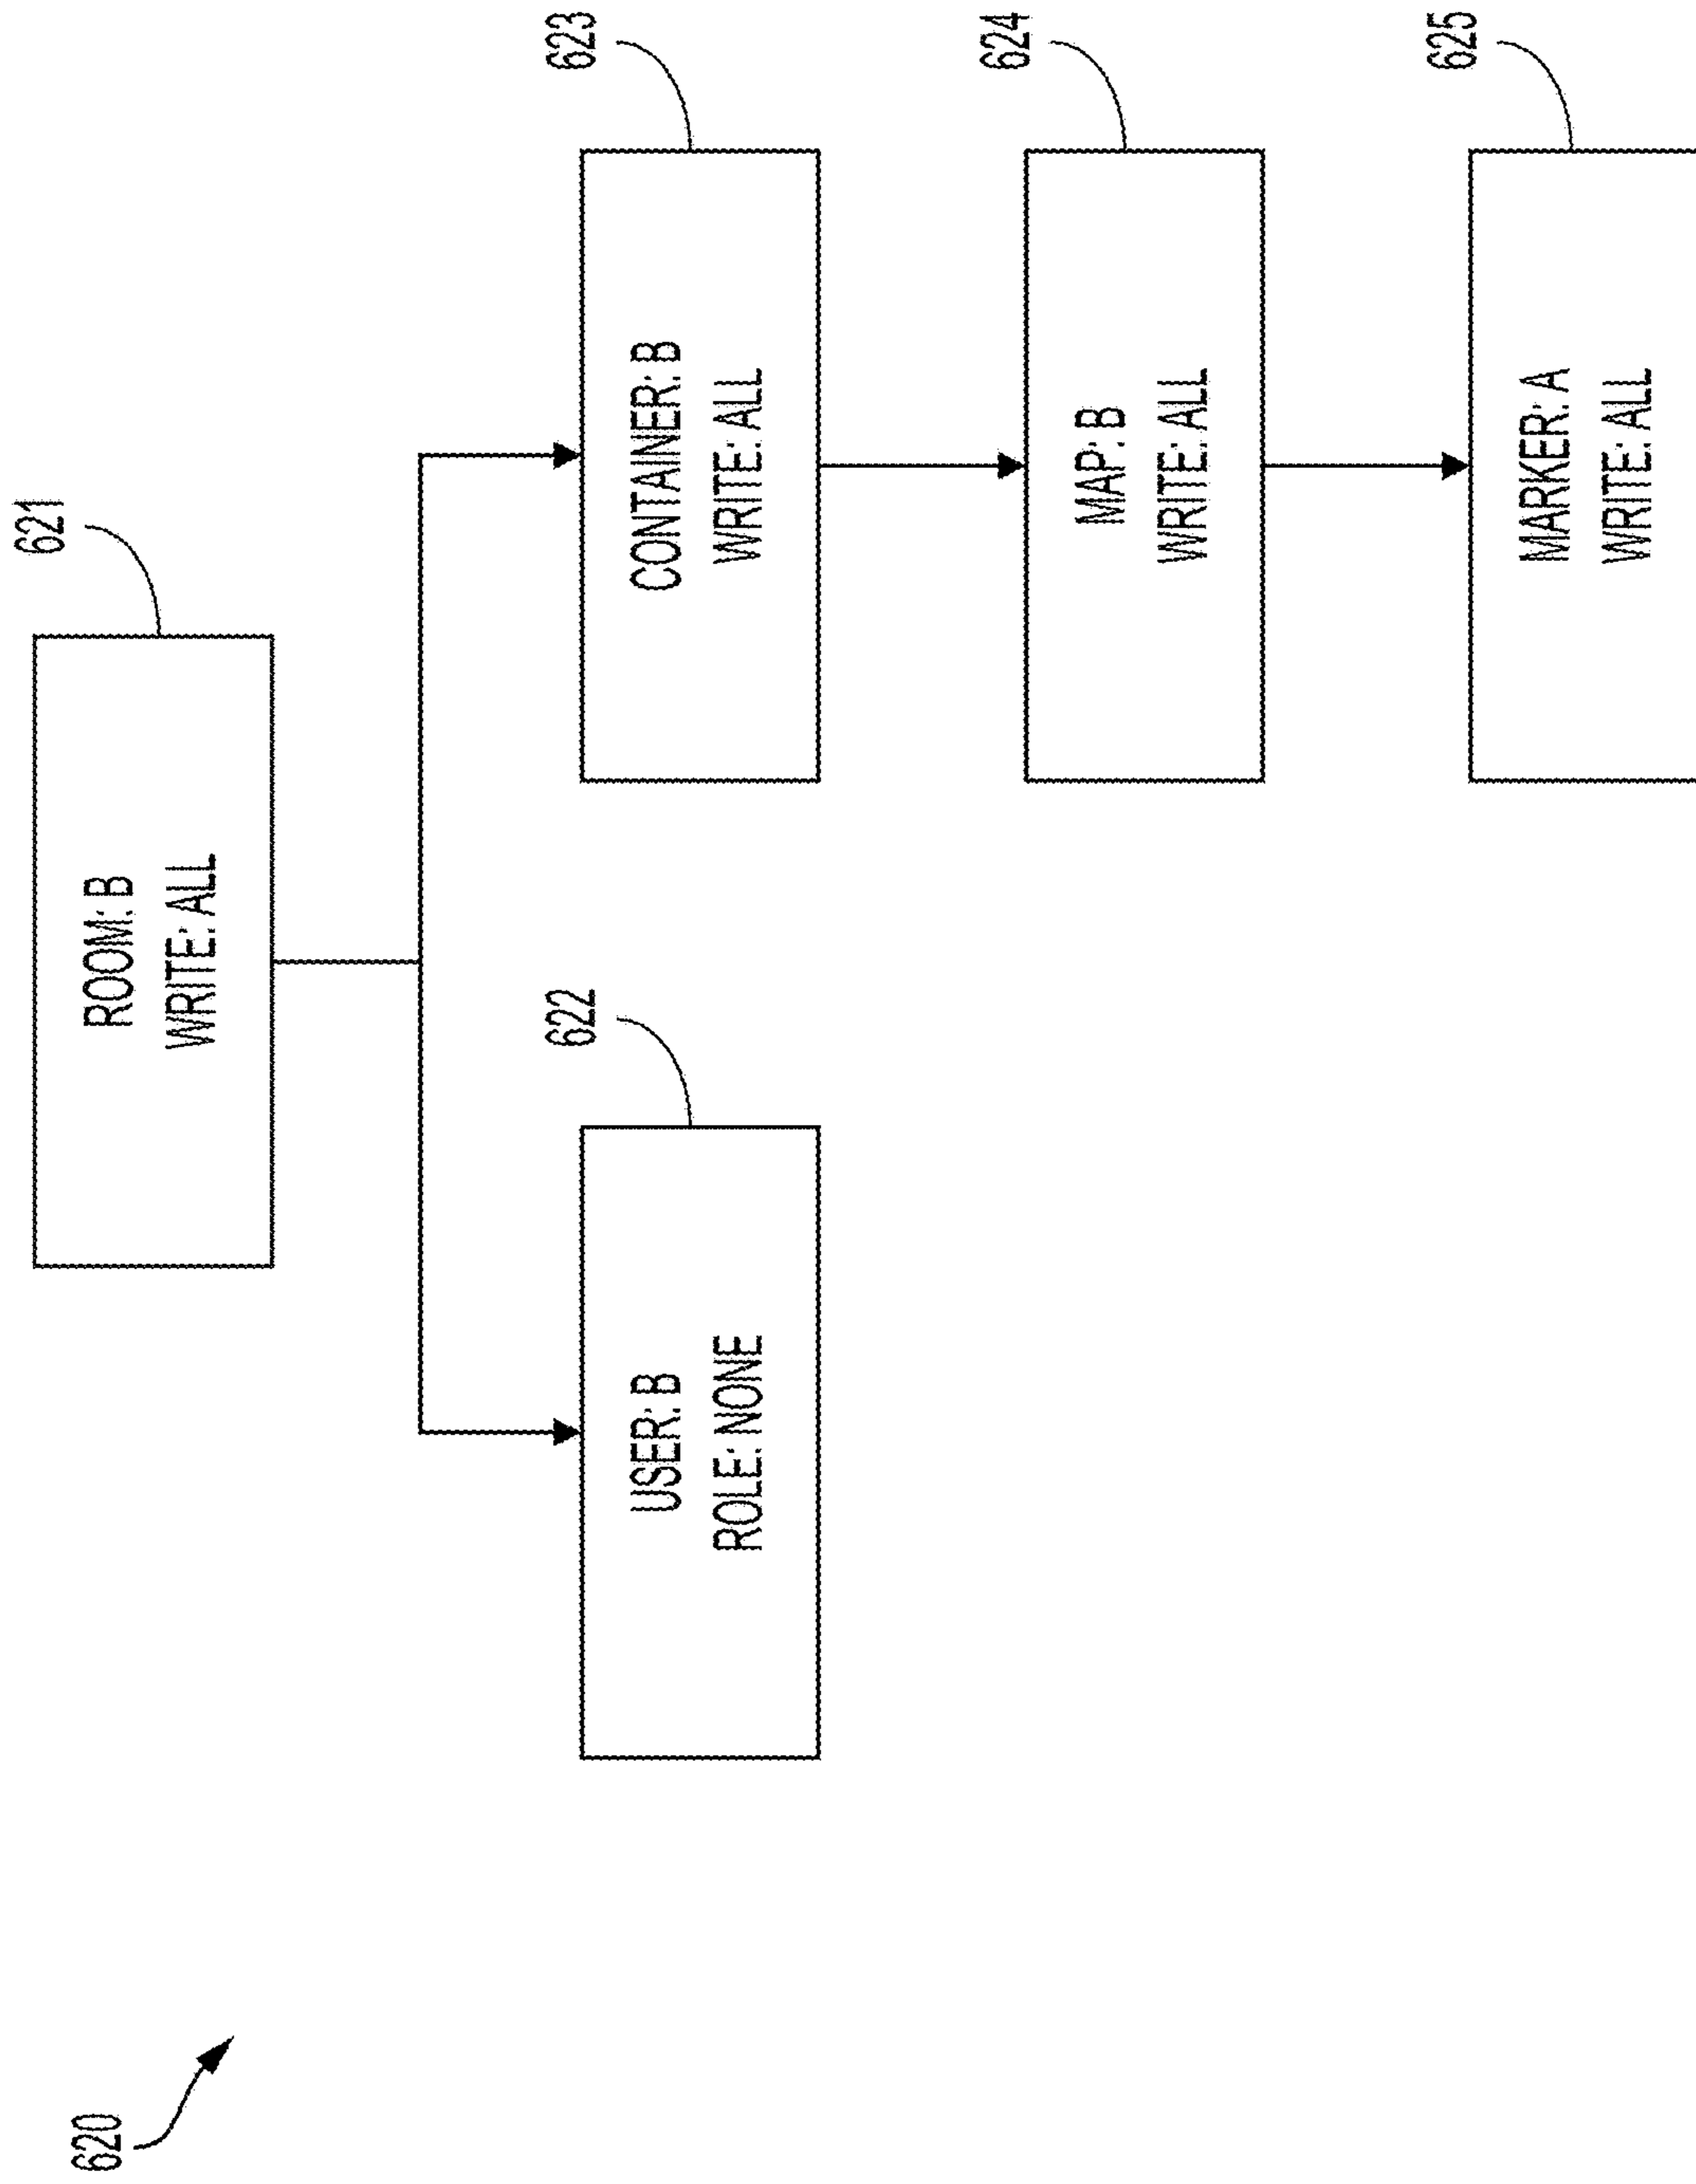 620
621
ROOM: B
WRITE: ALL
622
USER: B
ROLE: NONE
623
CONTAINER: B
WRITE: ALL
624
MAP: B
WRITE: ALL
625
MARKER: A
WRITE: ALL